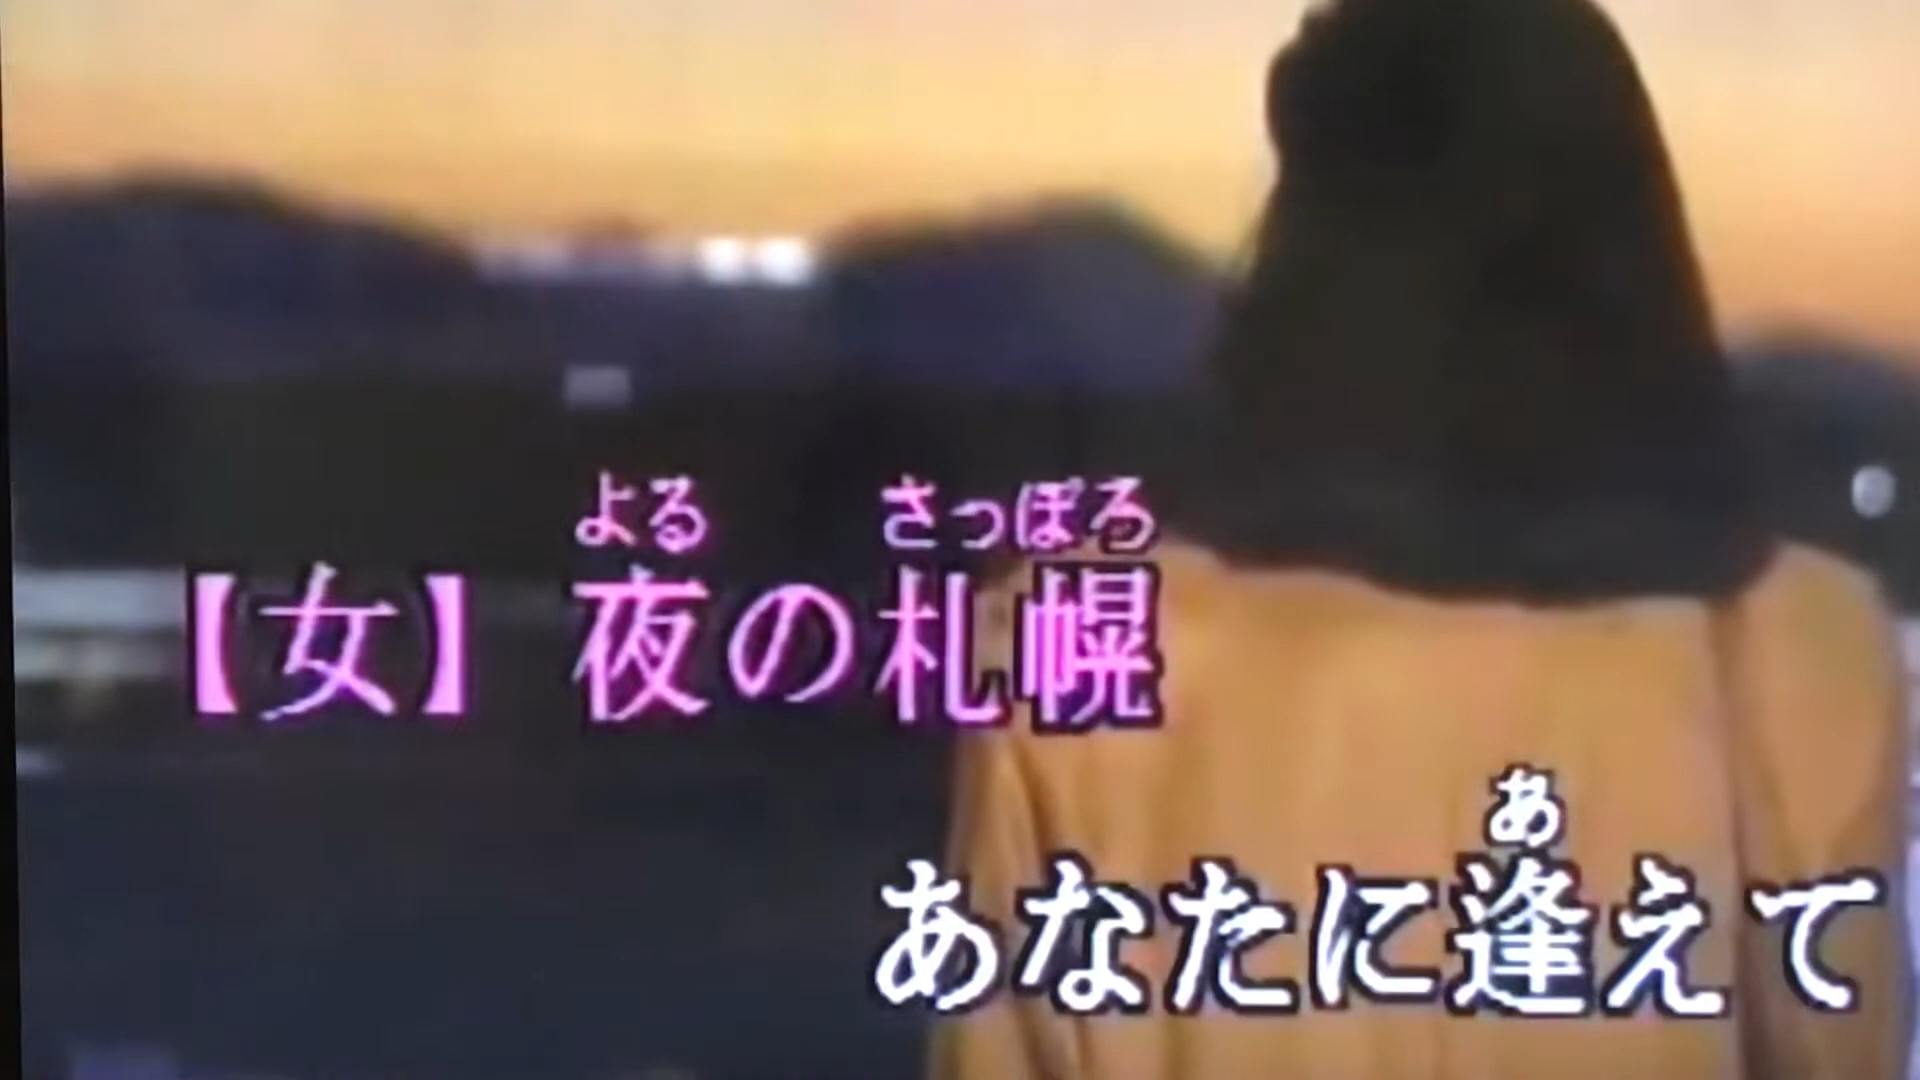 よる さっぽろ
【女】 夜の札幌
あ
あなたに逢えて